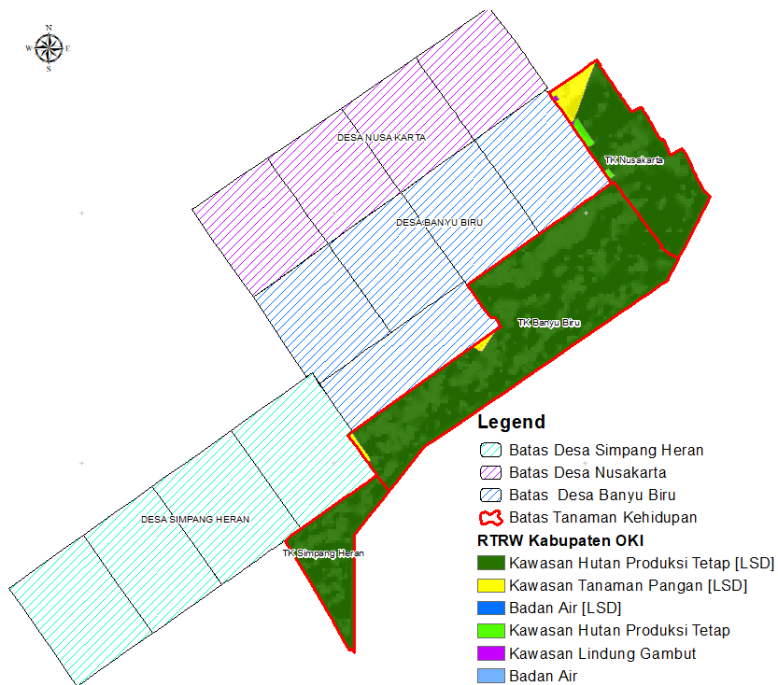 N
W E
S
DESA NUSA KARTA
TK Nusakarta
DESA BANYU BIRU
TK Banyu Biru
DESA SIMPANG HERAN
TK Simpang Heran
Legend
Batas Desa Simpang Heran
Batas Desa Nusakarta
Batas Desa Banyu Biru
Batas Tanaman Kehidupan
RTRW Kabupaten OKI
Kawasan Hutan Produksi Tetap [LSD]
Kawasan Tanaman Pangan [LSD]
Badan Air [LSD]
Kawasan Hutan Produksi Tetap
Kawasan Lindung Gambut
Badan Air